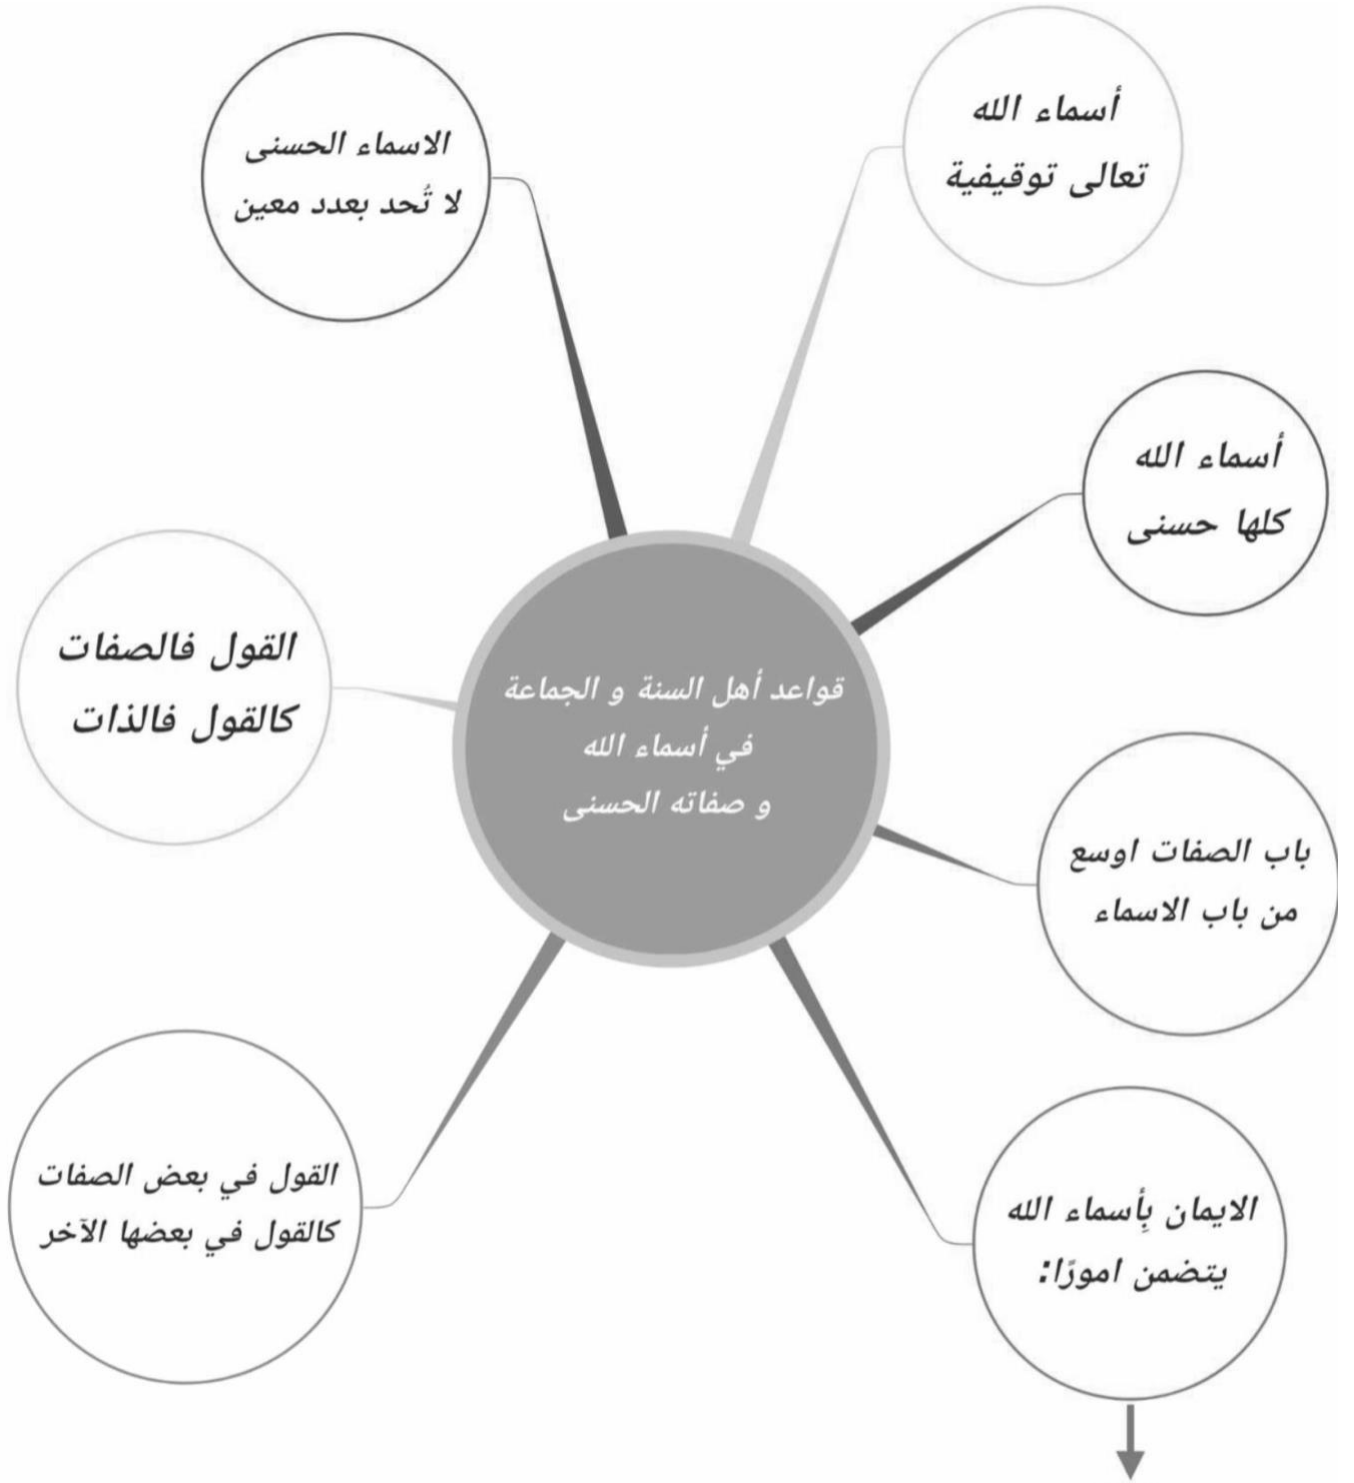 قواعد أهل السنة و الجماعة
في أسماء الله
و صفاته الحسنى
أسماء الله
تعالى توقيفية
أسماء الله
كلها حسنى
باب الصفات اوسع
من باب الاسماء
الايمان بِأسماء الله
يتضمن امورًا:
الاسماء الحسنى
لا تُحد بعدد معين
القول فالصفات
كالقول فالذات
القول في بعض الصفات
كالقول في بعضها الآخر